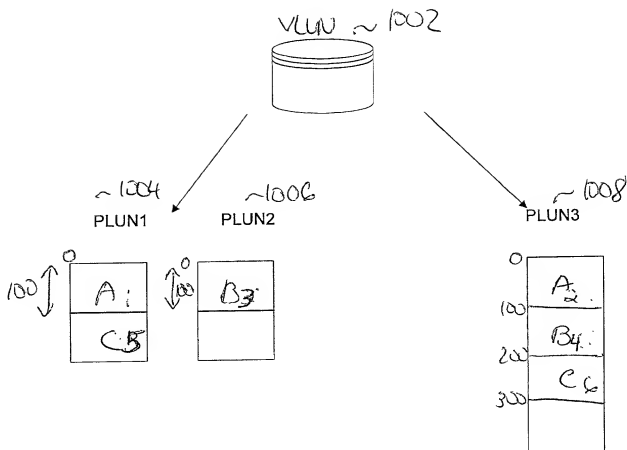 VLUN ~ 1002
~1004
PLUN1
~1006
PLUN2
~ 1008
PLUN3
0
100
A1
C5
0
100
B3
0
A2
100
B4
200
C6
300